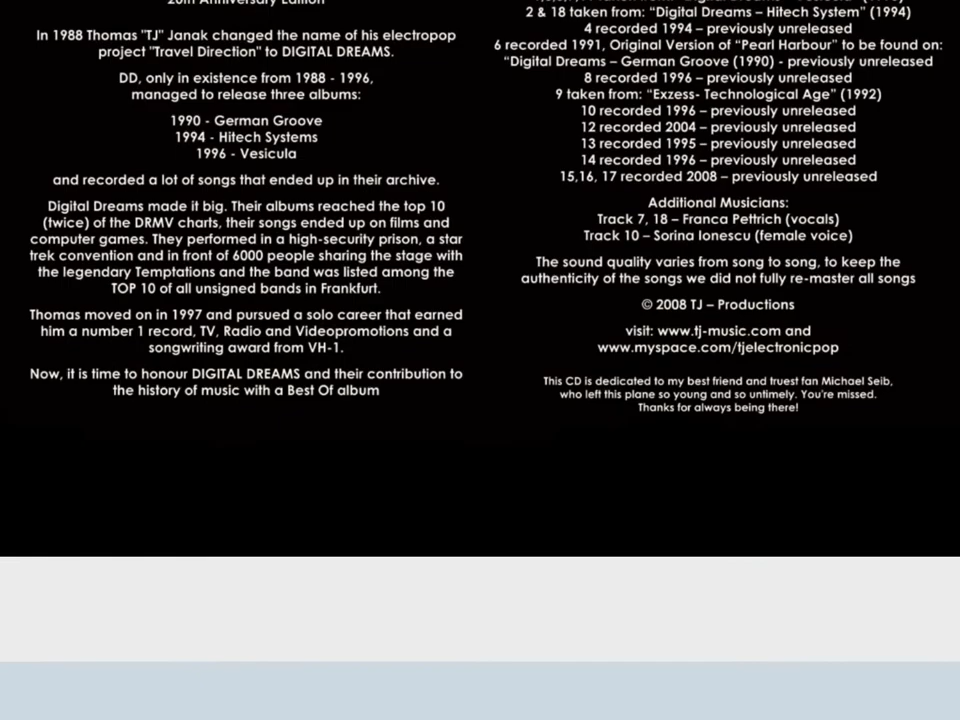 20th Anniversary Edition
In 1988 Thomas "TJ" Janak changed the name of his electropop
project "Travel Direction" to DIGITAL DREAMS.
DD, only in existence from 1988 - 1996,
managed to release three albums:
1990 - German Groove
1994 - Hitech Systems
1996 - Vesicula
and recorded a lot of songs that ended up in their archive.
Digital Dreams made it big. Their albums reached the top 10
(twice) of the DRMV charts, their songs ended up on films and
computer games. They performed in a high-security prison, a star
trek convention and in front of 6000 people sharing the stage with
the legendary Temptations and the band was listed among the
TOP 10 of all unsigned bands in Frankfurt.
Thomas moved on in 1997 and pursued a solo career that earned
him a number 1 record, TV, Radio and Videopromotions and a
songwriting award from VH-1.
Now, it is time to honour DIGITAL DREAMS and their contribution to
the history of music with a Best Of album
2 & 18 taken from: “Digital Dreams – Hitech System” (1994)
4 recorded 1994 – previously unreleased
6 recorded 1991, Original Version of “Pearl Harbour” to be found on:
“Digital Dreams – German Groove (1990) - previously unreleased
8 recorded 1996 – previously unreleased
9 taken from: “Exzess- Technological Age” (1992)
10 recorded 1996 – previously unreleased
12 recorded 2004 – previously unreleased
13 recorded 1995 – previously unreleased
14 recorded 1996 – previously unreleased
15,16, 17 recorded 2008 – previously unreleased
Additional Musicians:
Track 7, 18 – Franca Pettrich (vocals)
Track 10 – Sorina Ionescu (female voice)
The sound quality varies from song to song, to keep the
authenticity of the songs we did not fully re-master all songs
© 2008 TJ – Productions
visit: www.tj-music.com and
www.myspace.com/tjelectronicpop
This CD is dedicated to my best friend and truest fan Michael Seib,
who left this plane so young and so untimely. You're missed.
Thanks for always being there!